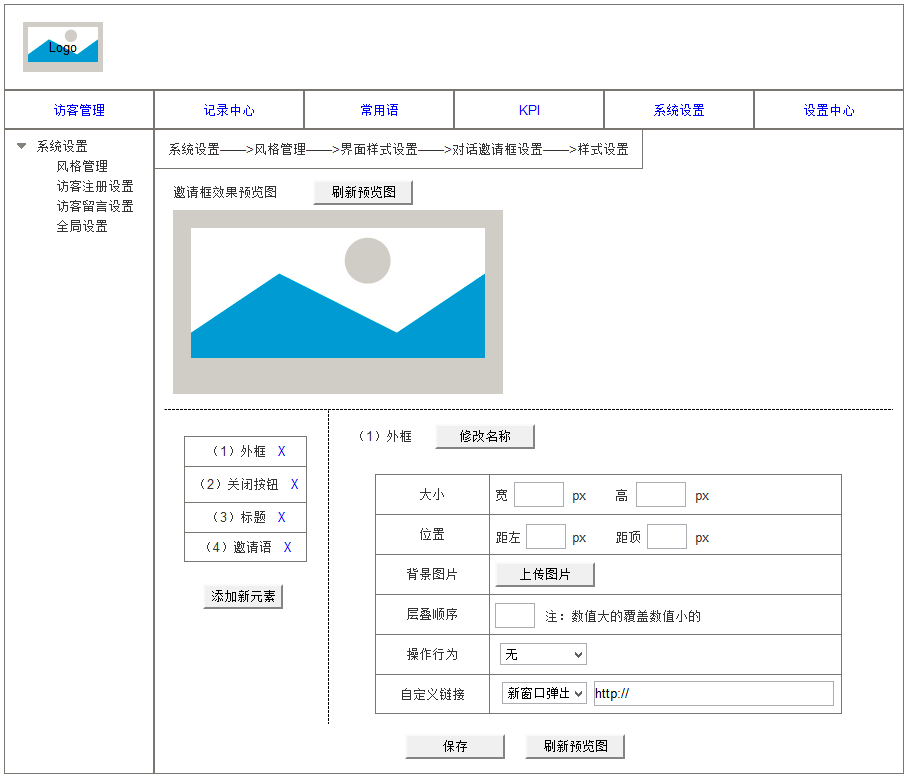 Logo
访客管理 记录中心 常用语 KPI 系统设置 设置中心
系统设置
风格管理
访客注册设置
访客留言设置
全局设置
系统设置——>风格管理——>界面样式设置——>对话邀请框设置——>样式设置
邀请框效果预览图 刷新预览图
（1）外框 X
（2）关闭按钮 X
（3）标题 X
（4）邀请语 X
添加新元素
（1）外框 修改名称
大小 宽 px 高 px
位置 距左 px 距顶 px
背景图片 上传图片
层叠顺序 注：数值大的覆盖数值小的
操作行为 无
自定义链接 新窗口弹出 http://
保存 刷新预览图